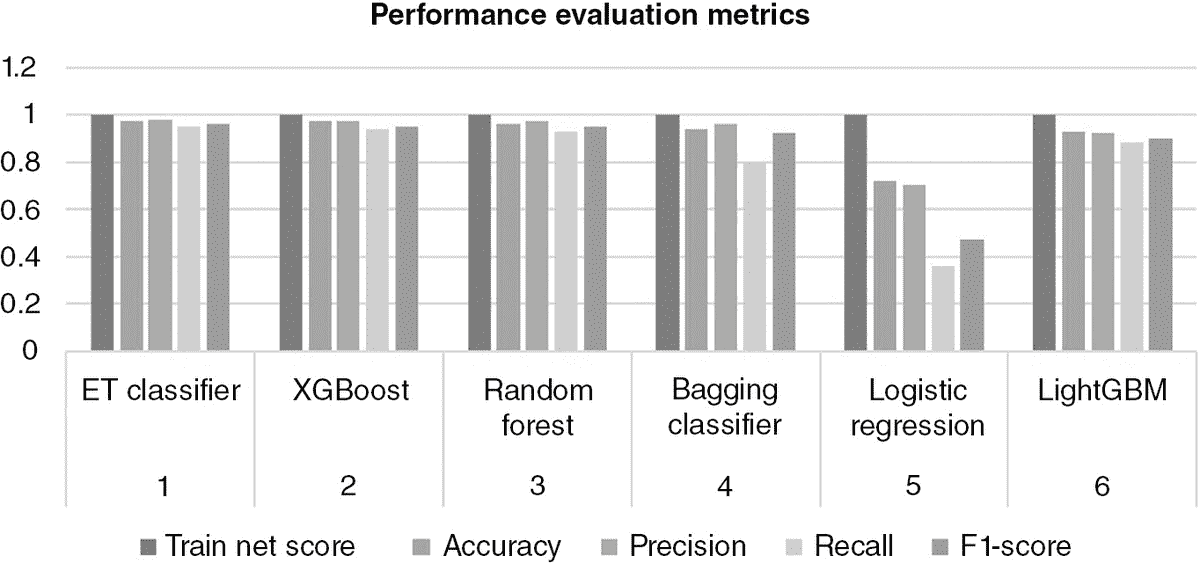 Performance evaluation metrics
1.2
1
0.8
0.6
0.4
0.2
0
ET classifier
XGBoost
Random
forest
Bagging
classifier
Logistic
regression
LightGBM
1
2
3
4
5
6
Train net score
Accuracy
Precision
Recall
F1-score